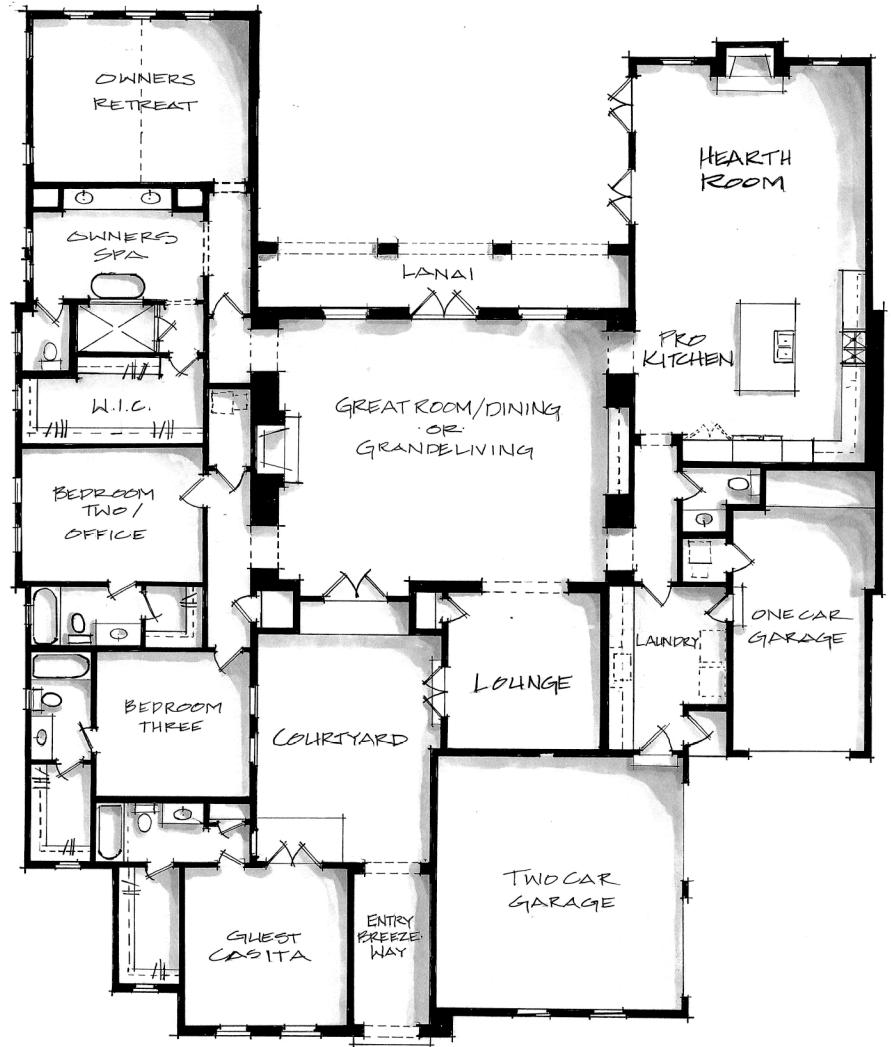 OWNERS
RETREAT
HEARTH
ROOM
OWNERS
SPA
LANAI
PRO
KITCHEN
W.I.C.
GREAT ROOM/DINING
·OR·
GRANDE LIVING
BEDROOM
TWO/
OFFICE
ONE CAR
GARAGE
LAUNDRY
LOUNGE
BEDROOM
THREE
COURTYARD
TWO CAR
GARAGE
ENTRY
BREEZE-
WAY
GUEST
CASITA